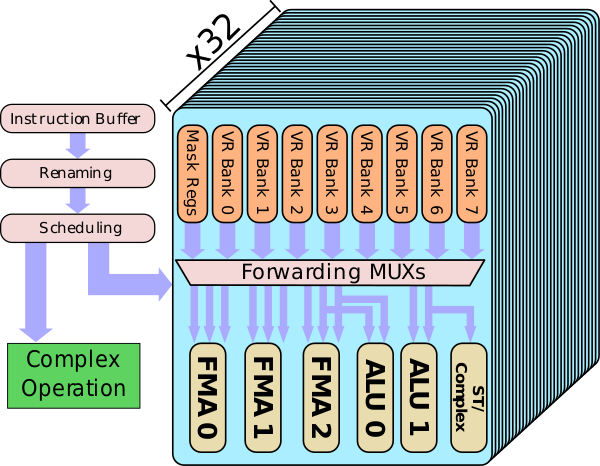 x32
Instruction Buffer
Renaming
Scheduling
Complex
Operation
Mask Regs
VR Bank 0
VR Bank 1
VR Bank 2
VR Bank 3
VR Bank 4
VR Bank 5
VR Bank 6
VR Bank 7
Forwarding MUXs
FMA 0
FMA 1
FMA 2
ALU 0
ALU 1
ST/
Complex